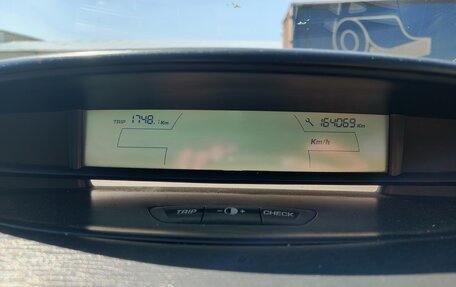 TRIP 1748.1 Km 164069 Km
Km/h
TRIP - + CHECK